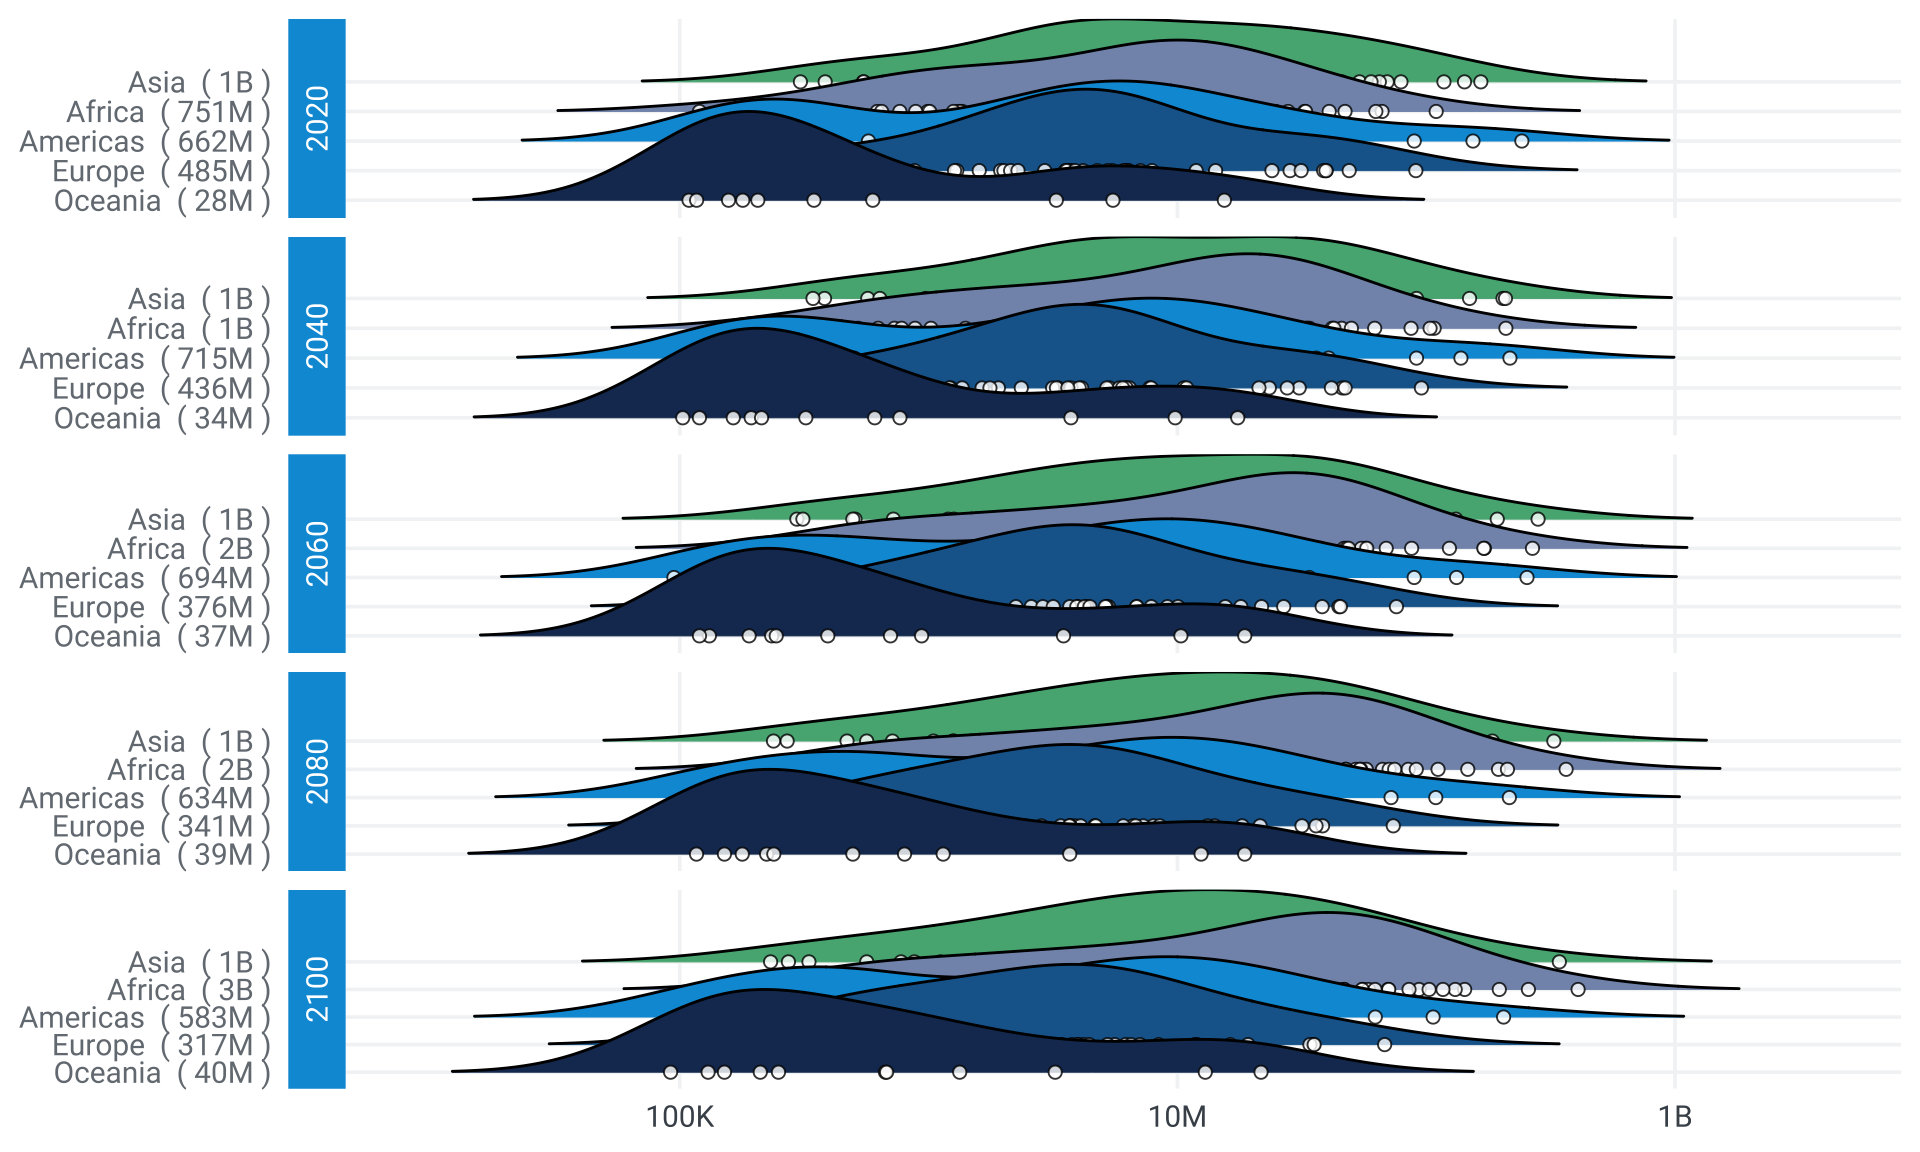 Asia (1B)
Africa (751M)
Americas (662M)
Europe (485M)
Oceania (28M)
2020
Asia (1B)
Africa (1B)
Americas (715M)
Europe (436M)
Oceania (34M)
2040
Asia (1B)
Africa (2B)
Americas (694M)
Europe (376M)
Oceania (37M)
2060
Asia (1B)
Africa (2B)
Americas (634M)
Europe (341M)
Oceania (39M)
2080
Asia (1B)
Africa (3B)
Americas (583M)
Europe (317M)
Oceania (40M)
2100
100K 10M 1B